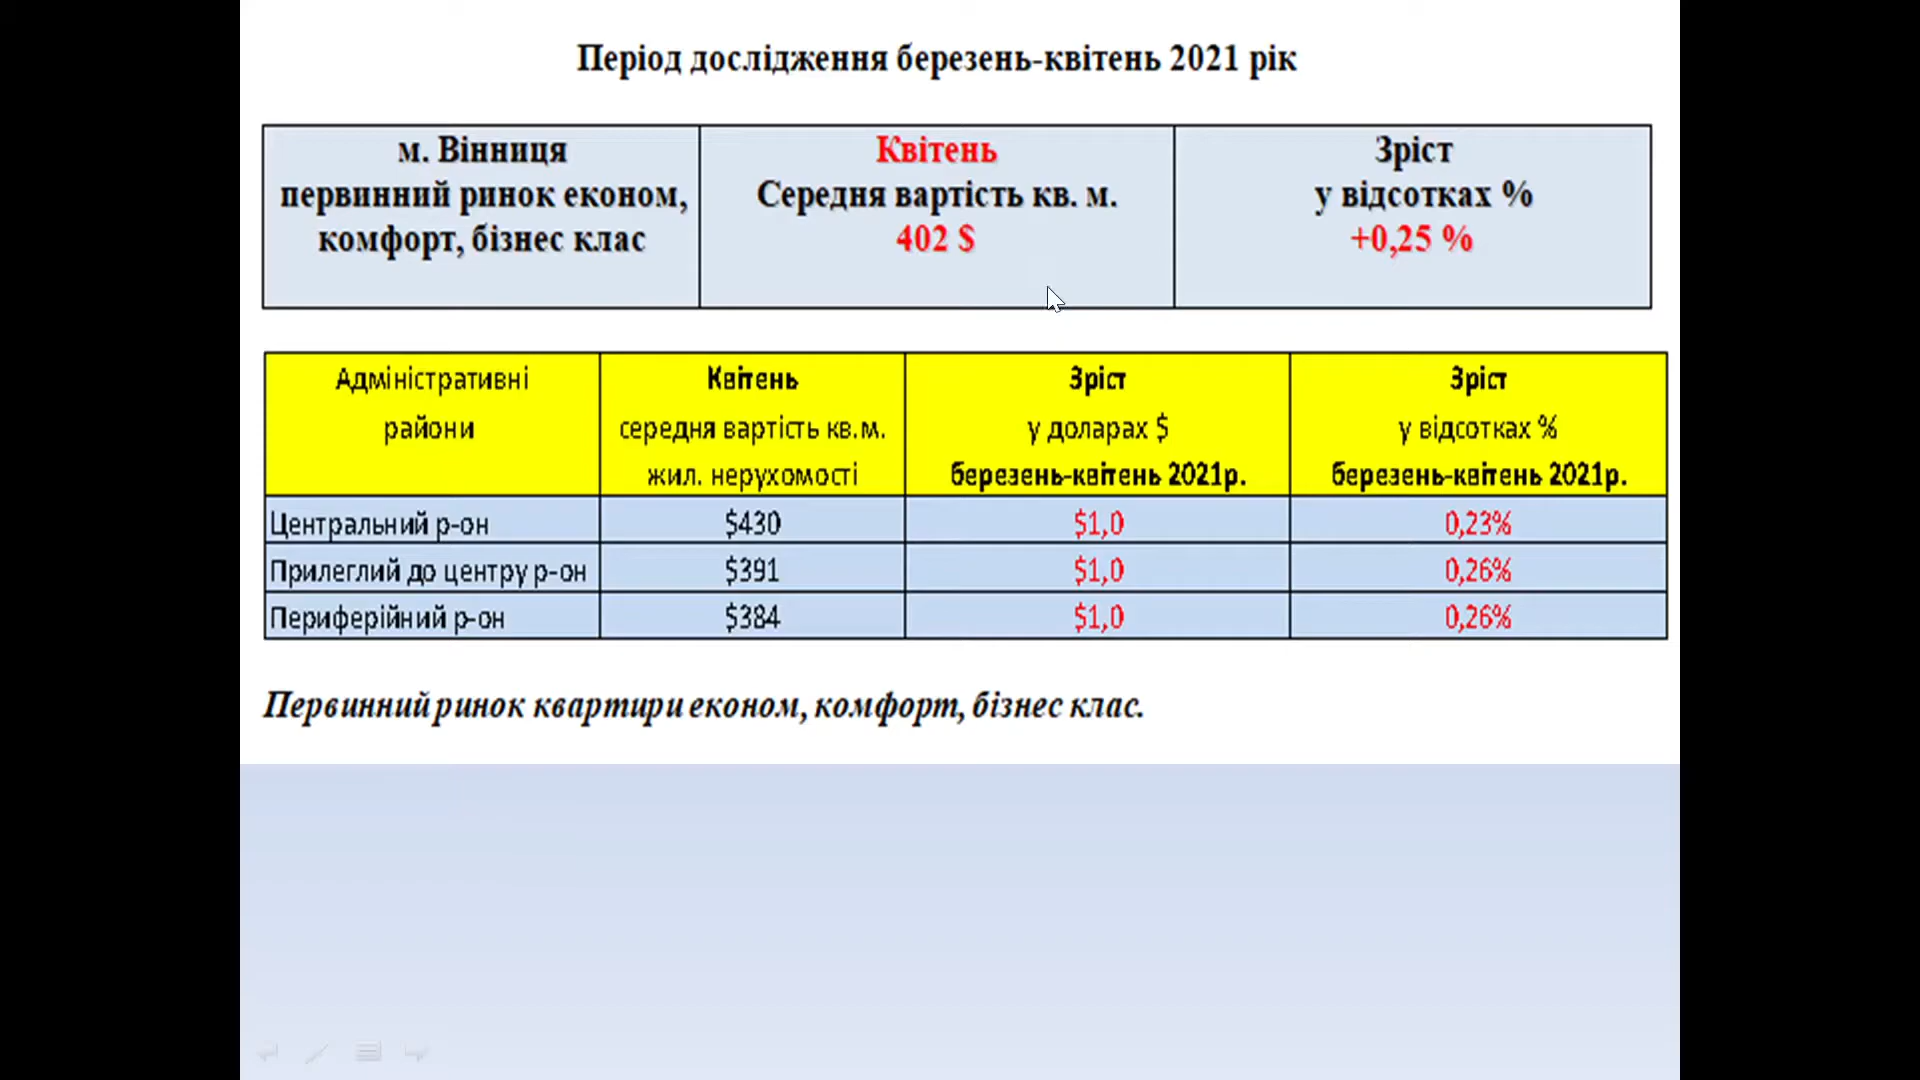 Період дослідження березень-квітень 2021 рік
м. Вінниця
первинний ринок економ,
комфорт, бізнес клас
Квітень
Середня вартість кв. м.
402 $
Зріст
у відсотках %
+0,25 %
Адміністративні
райони
Квітень
середня вартість кв.м.
жил. нерухомості
Зріст
у доларах $
березень-квітень 2021р.
Зріст
у відсотках %
березень-квітень 2021р.
Центральний р-он $430 $1,0 0,23%
Прилеглий до центру р-он $391 $1,0 0,26%
Периферійний р-он $384 $1,0 0,26%
Первинний ринок квартири економ, комфорт, бізнес клас.